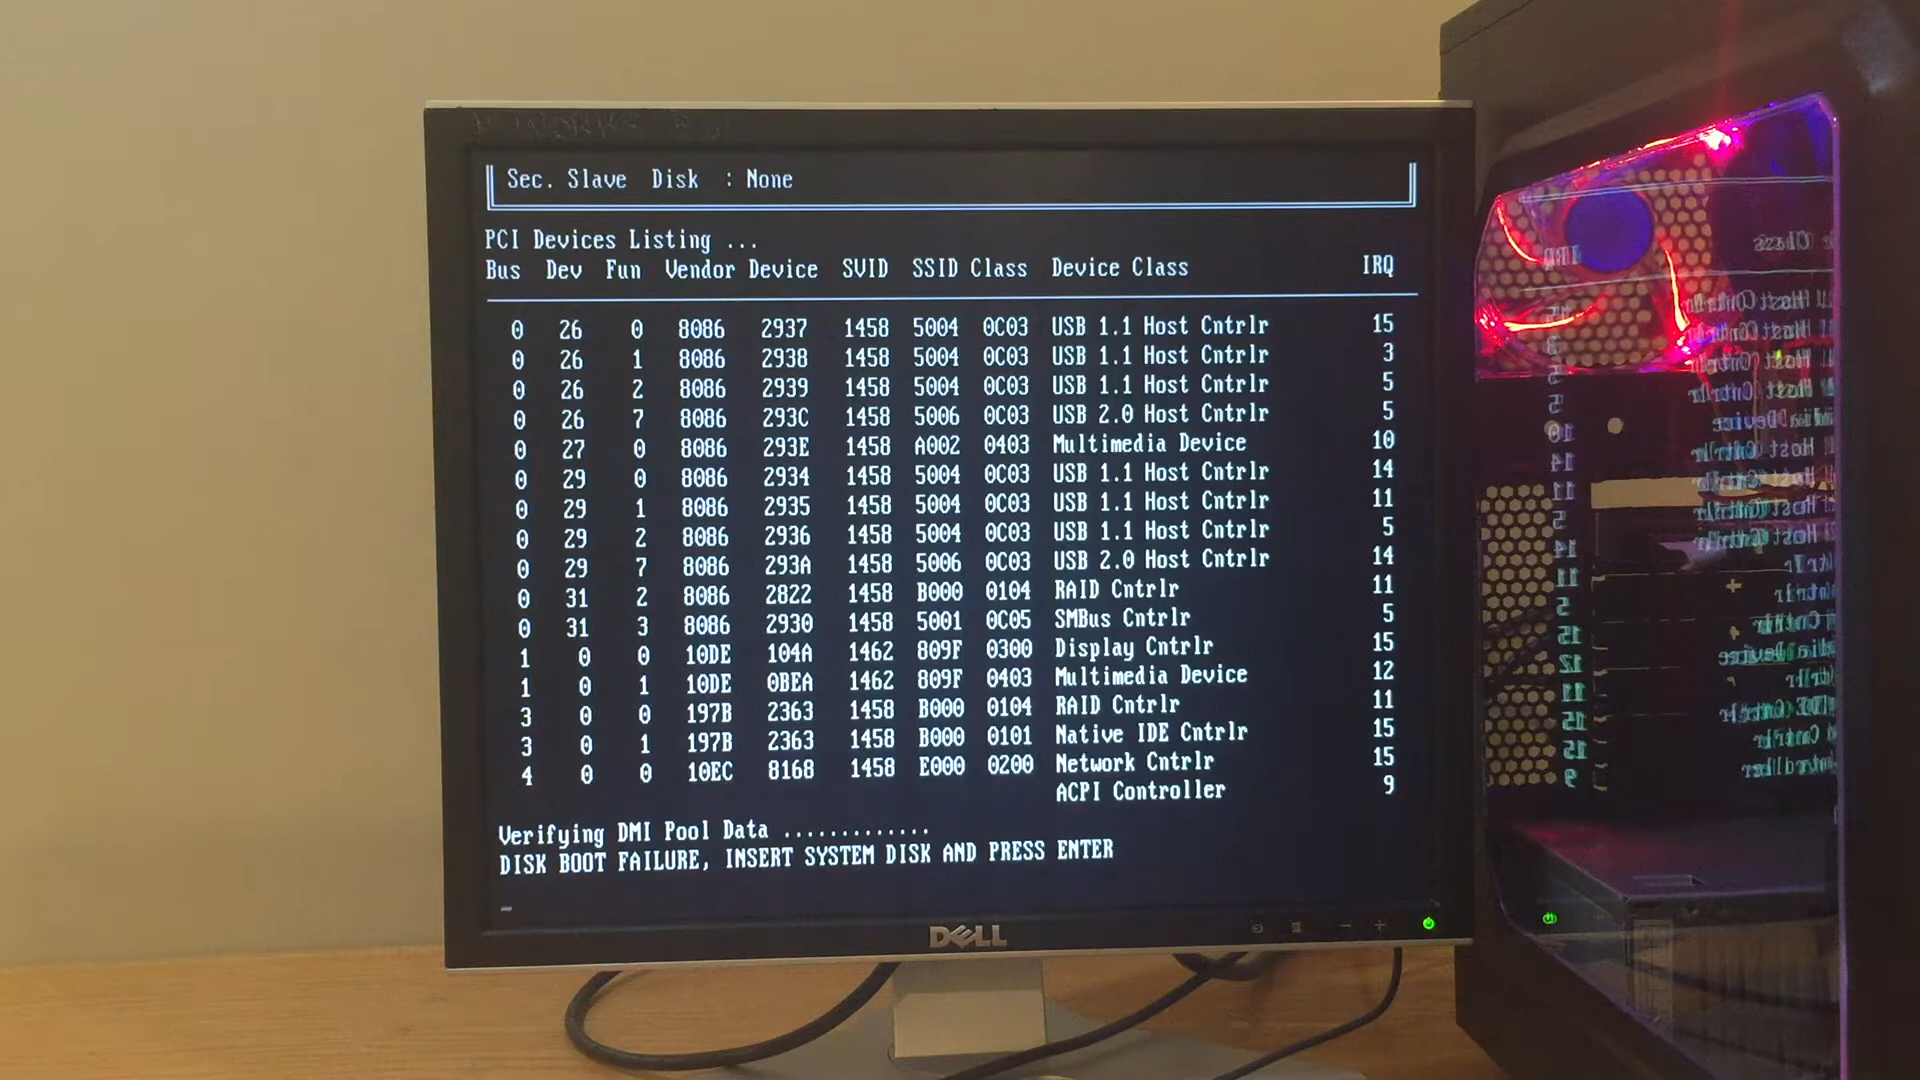 Sec. Slave Disk : None
PCI Devices Listing ...
Bus Dev Fun Vendor Device SVID SSID Class Device Class IRQ
0 26 0 8086 2937 1458 5004 0C03 USB 1.1 Host Cntrlr 15
0 26 1 8086 2938 1458 5004 0C03 USB 1.1 Host Cntrlr 3
0 26 2 8086 2939 1458 5004 0C03 USB 1.1 Host Cntrlr 5
0 26 7 8086 293C 1458 5006 0C03 USB 2.0 Host Cntrlr 5
0 27 0 8086 293E 1458 A002 0403 Multimedia Device 10
0 29 0 8086 2934 1458 5004 0C03 USB 1.1 Host Cntrlr 14
0 29 1 8086 2935 1458 5004 0C03 USB 1.1 Host Cntrlr 11
0 29 2 8086 2936 1458 5004 0C03 USB 1.1 Host Cntrlr 5
0 29 7 8086 293A 1458 5006 0C03 USB 2.0 Host Cntrlr 14
0 31 2 8086 2822 1458 B000 0104 RAID Cntrlr 11
0 31 3 8086 2930 1458 5001 0C05 SMBus Cntrlr 5
1 0 0 10DE 104A 1462 809F 0300 Display Cntrlr 15
1 0 1 10DE 0BEA 1462 809F 0403 Multimedia Device 12
3 0 0 197B 2363 1458 B000 0104 RAID Cntrlr 11
3 0 1 197B 2363 1458 B000 0101 Native IDE Cntrlr 15
4 0 0 10EC 8168 1458 E000 0200 Network Cntrlr 15
ACPI Controller 9
Verifying DMI Pool Data .............
DISK BOOT FAILURE, INSERT SYSTEM DISK AND PRESS ENTER
_
DELL